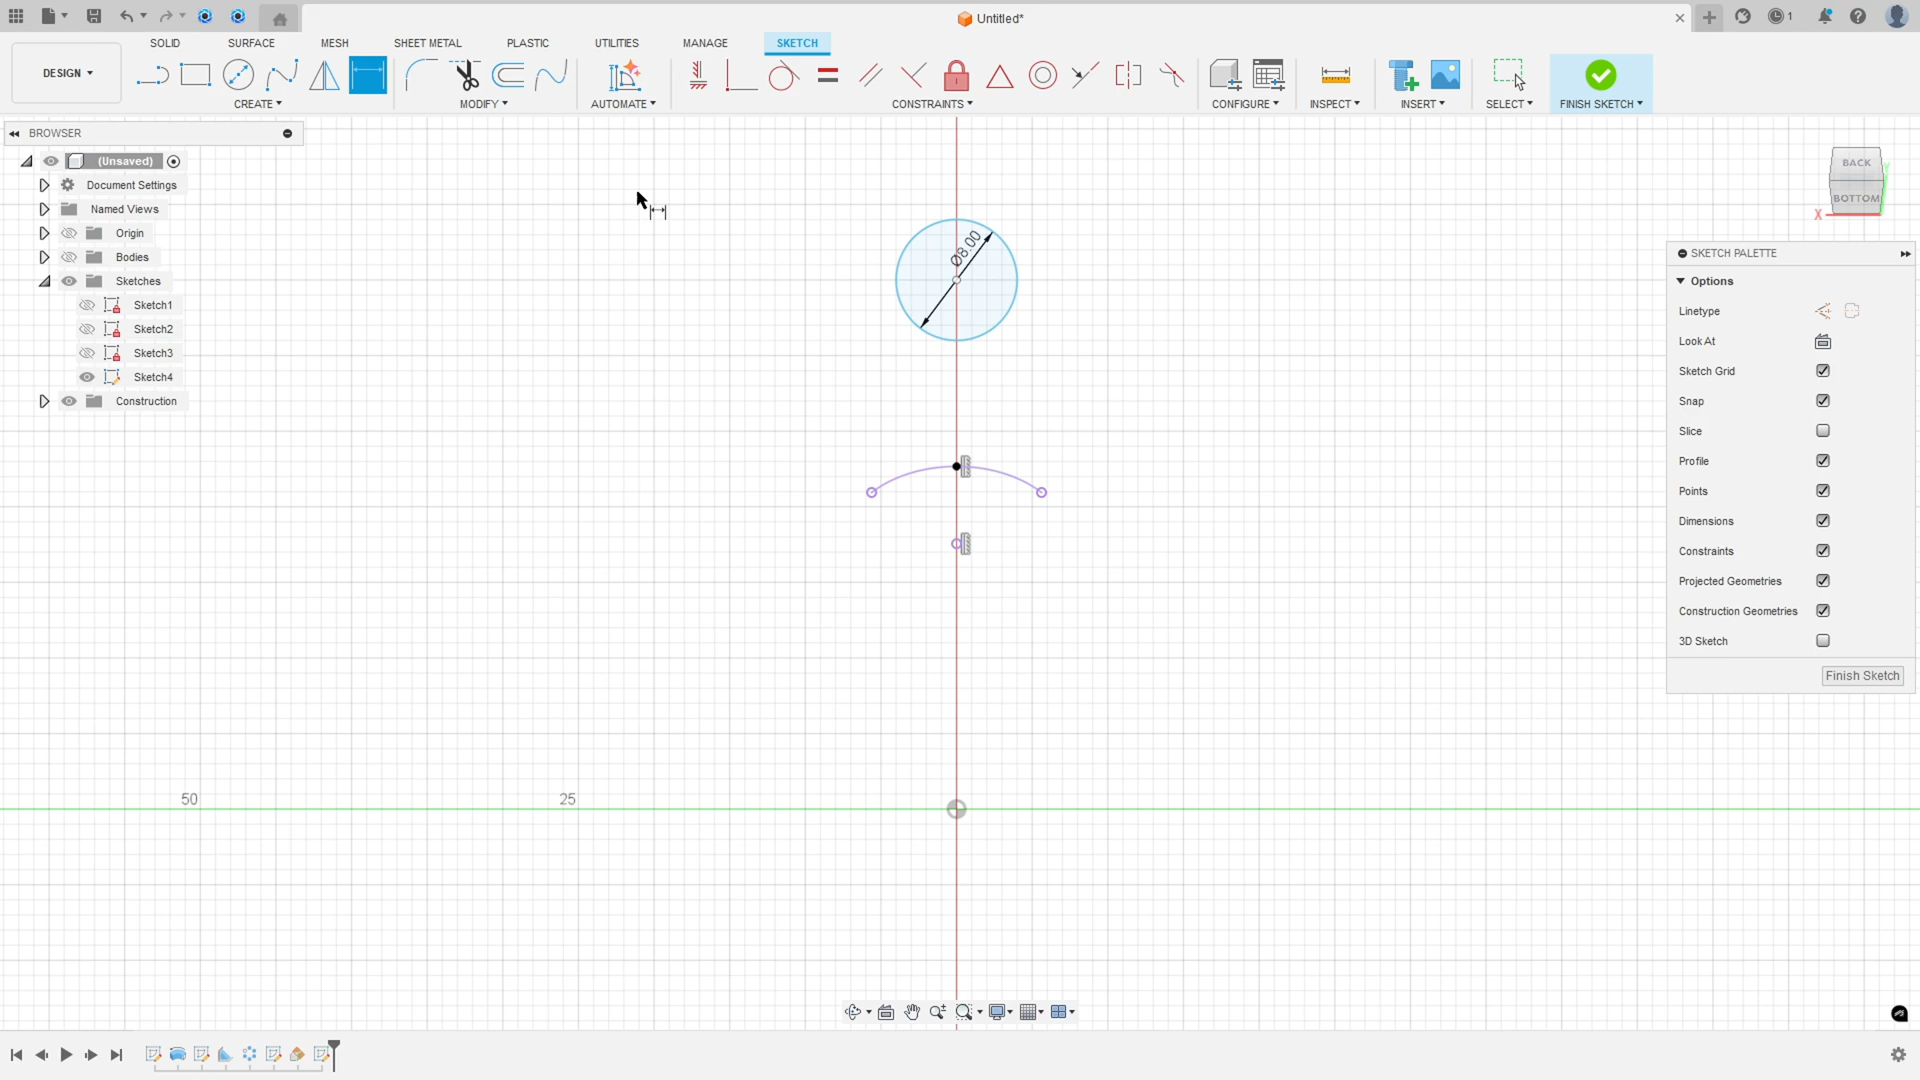 Untitled*
1
SOLID
SURFACE
MESH
SHEET METAL
PLASTIC
UTILITIES
MANAGE
SKETCH
DESIGN
CREATE
MODIFY
AUTOMATE
CONSTRAINTS
CONFIGURE
INSPECT
INSERT
SELECT
FINISH SKETCH
BROWSER
(Unsaved)
Document Settings
Named Views
Origin
Bodies
Sketches
Sketch1
Sketch2
Sketch3
Sketch4
Construction
Ø8.00
50
25
BACK
BOTTOM
X
Y
SKETCH PALETTE
Options
Linetype
Look At
Sketch Grid
Snap
Slice
Profile
Points
Dimensions
Constraints
Projected Geometries
Construction Geometries
3D Sketch
Finish Sketch